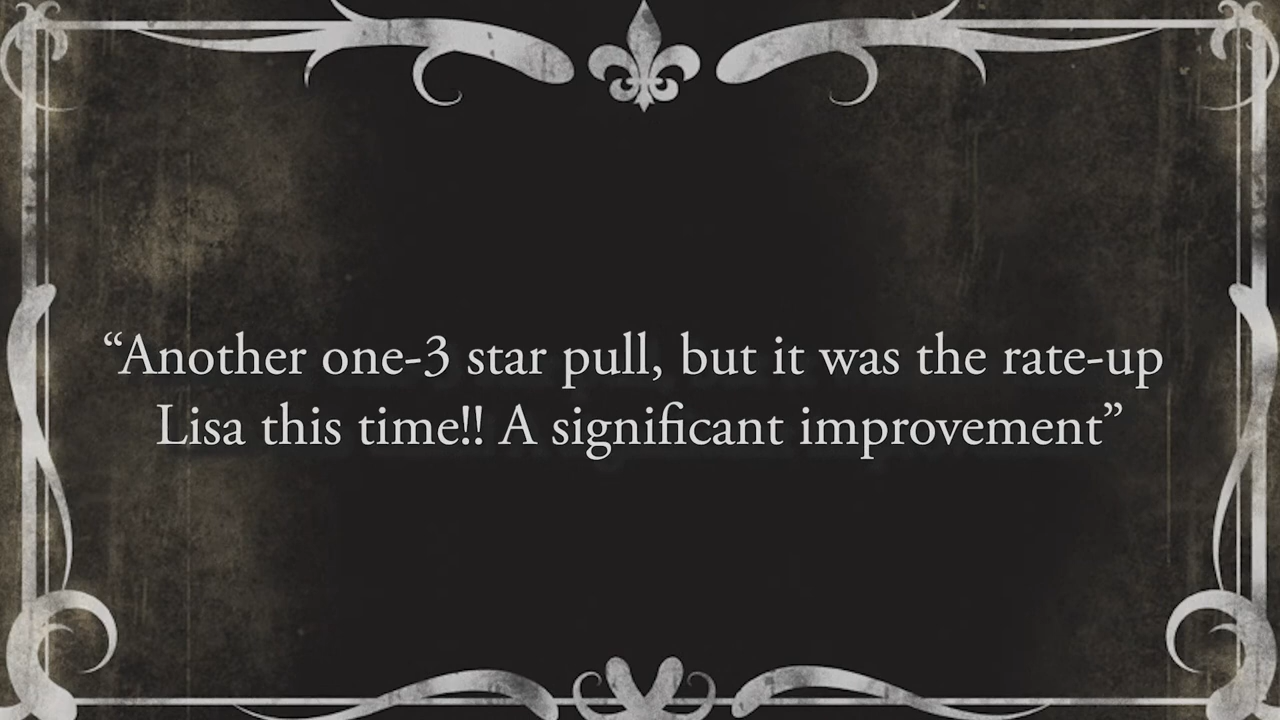 “Another one-3 star pull, but it was the rate-up
Lisa this time!! A significant improvement”